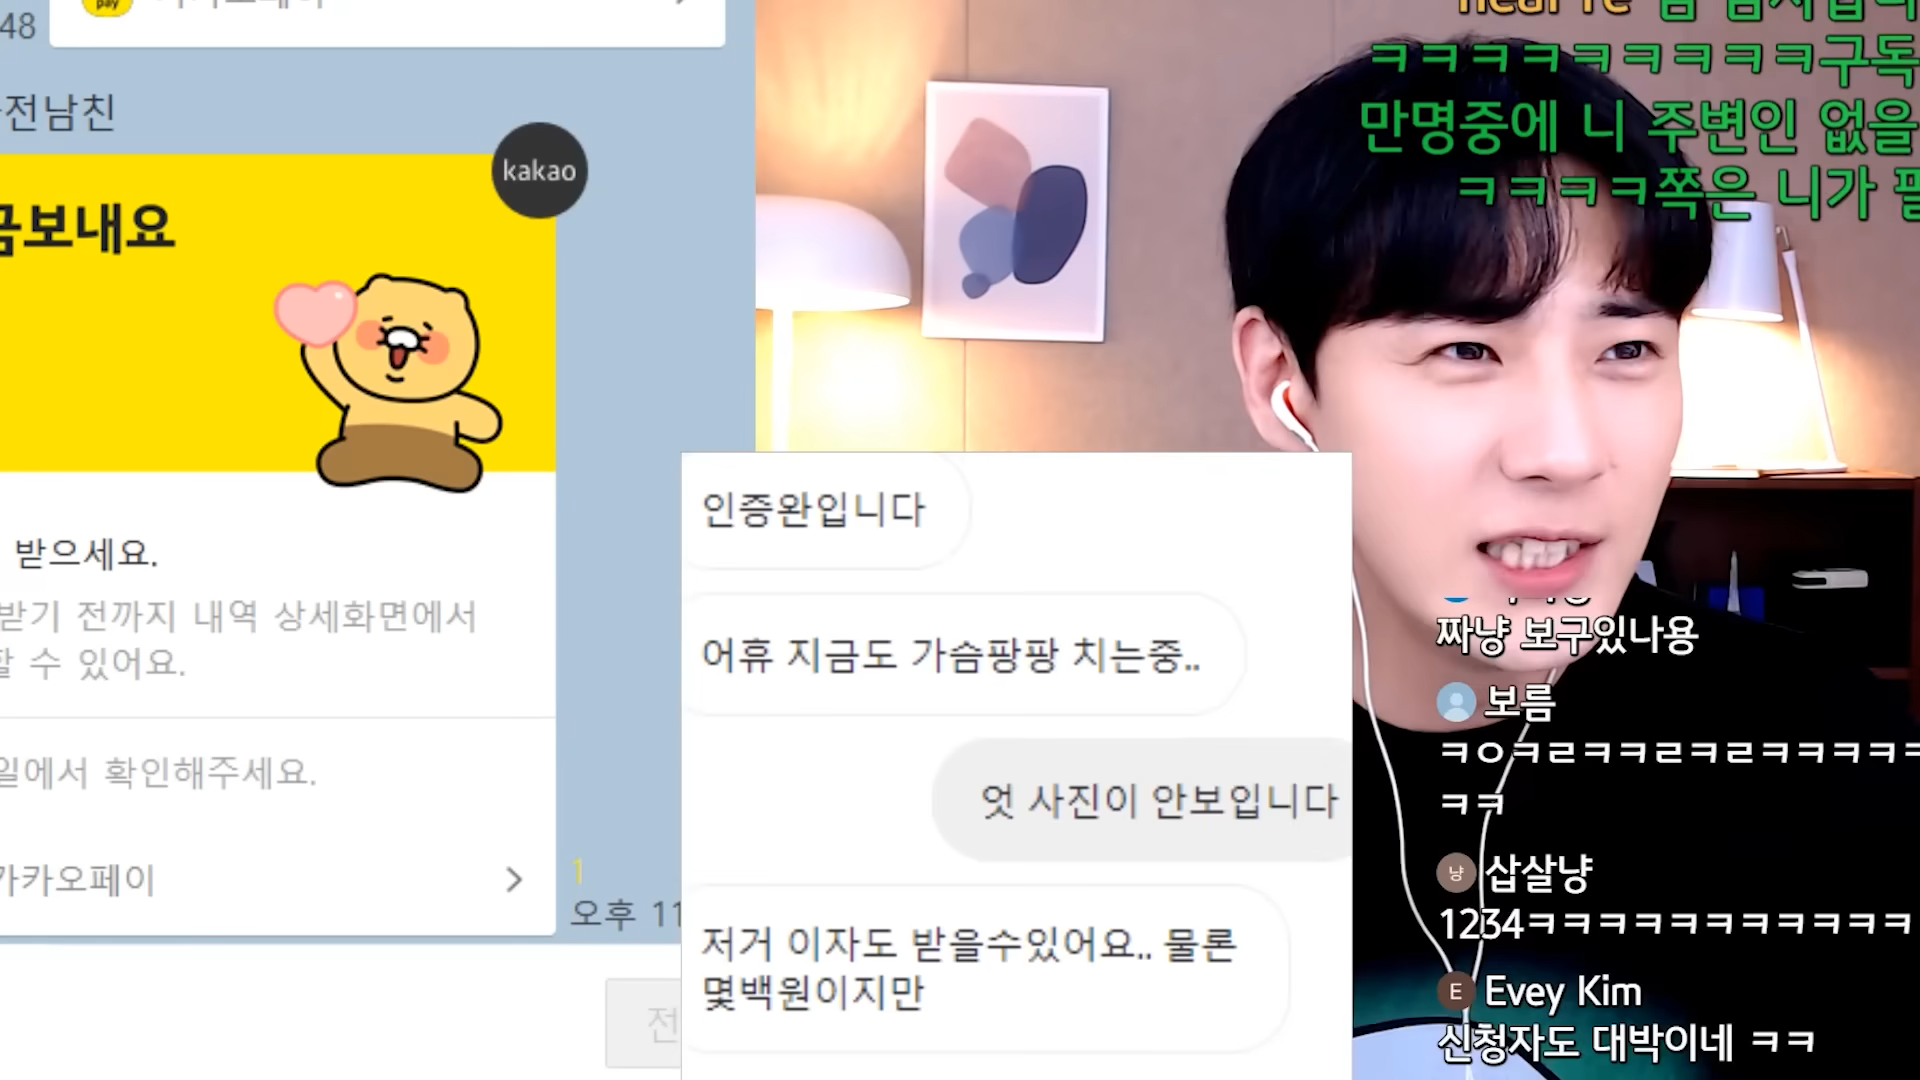 48
pay
전남친
kakao
금보내요
받으세요.
받기 전까지 내역 상세화면에서
할 수 있어요.
일에서 확인해주세요.
카카오페이
1
오후 11
전
인증완입니다
어휴 지금도 가슴팡팡 치는중..
엇 사진이 안보입니다
저거 이자도 받을수있어요.. 물론
몇백원이지만
ㅋㅋㅋㅋㅋㅋㅋㅋㅋ구독
만명중에 니 주변인 없을
ㅋㅋㅋㅋ쪽은 니가
짜냥 보구있나용
보름
ㅋㅇㅋㄹㅋㅋㄹㅋㄹㅋㅋㅋㅋㅋ
ㅋㅋ
냥 삽살냥
1234ㅋㅋㅋㅋㅋㅋㅋㅋㅋㅋㅋ
E Evey Kim
신청자도 대박이네 ㅋㅋ